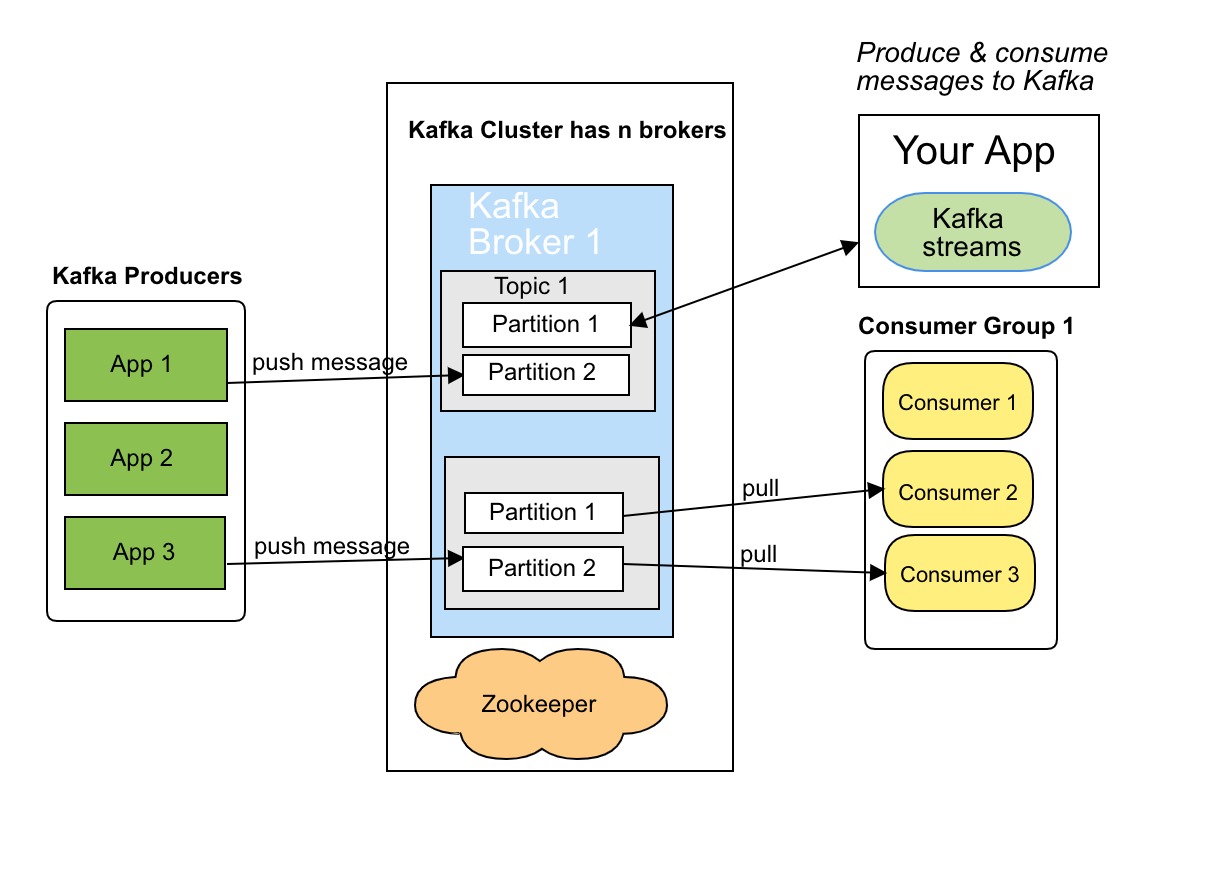 Produce & consume
messages to Kafka
Kafka Cluster has n brokers
Your App
Kafka
streams
Kafka
Broker 1
Kafka Producers
Topic 1
Partition 1
Partition 2
App 1
push message
App 2
App 3
push message
Partition 1
Partition 2
Consumer Group 1
Consumer 1
pull
Consumer 2
pull
Consumer 3
Zookeeper